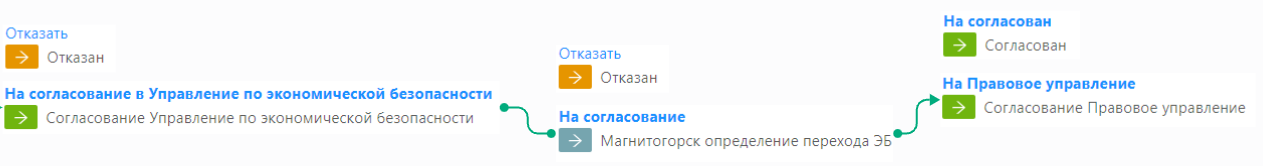 Отказать
Отказан
На согласование в Управление по экономической безопасности
Согласование Управление по экономической безопасности
Отказать
Отказан
На согласование
Магнитогорск определение перехода ЭБ
На согласован
Согласован
На Правовое управление
Согласование Правовое управление